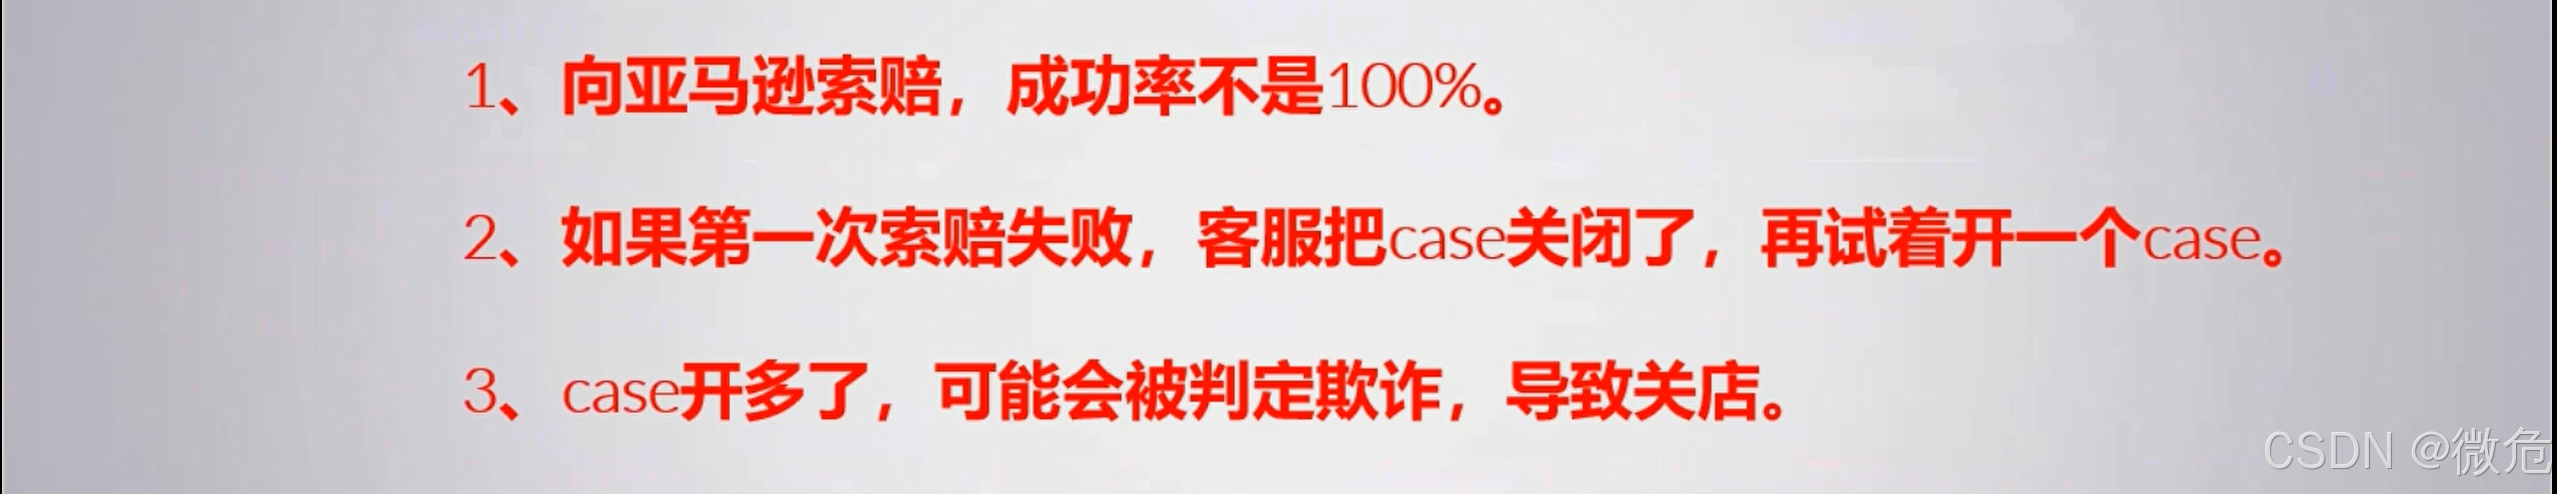 1、向亚马逊索赔，成功率不是100%。
2、如果第一次索赔失败，客服把case关闭了，再试着开一个case。
3、case开多了，可能会被判定欺诈，导致关店。
CSDN @微危